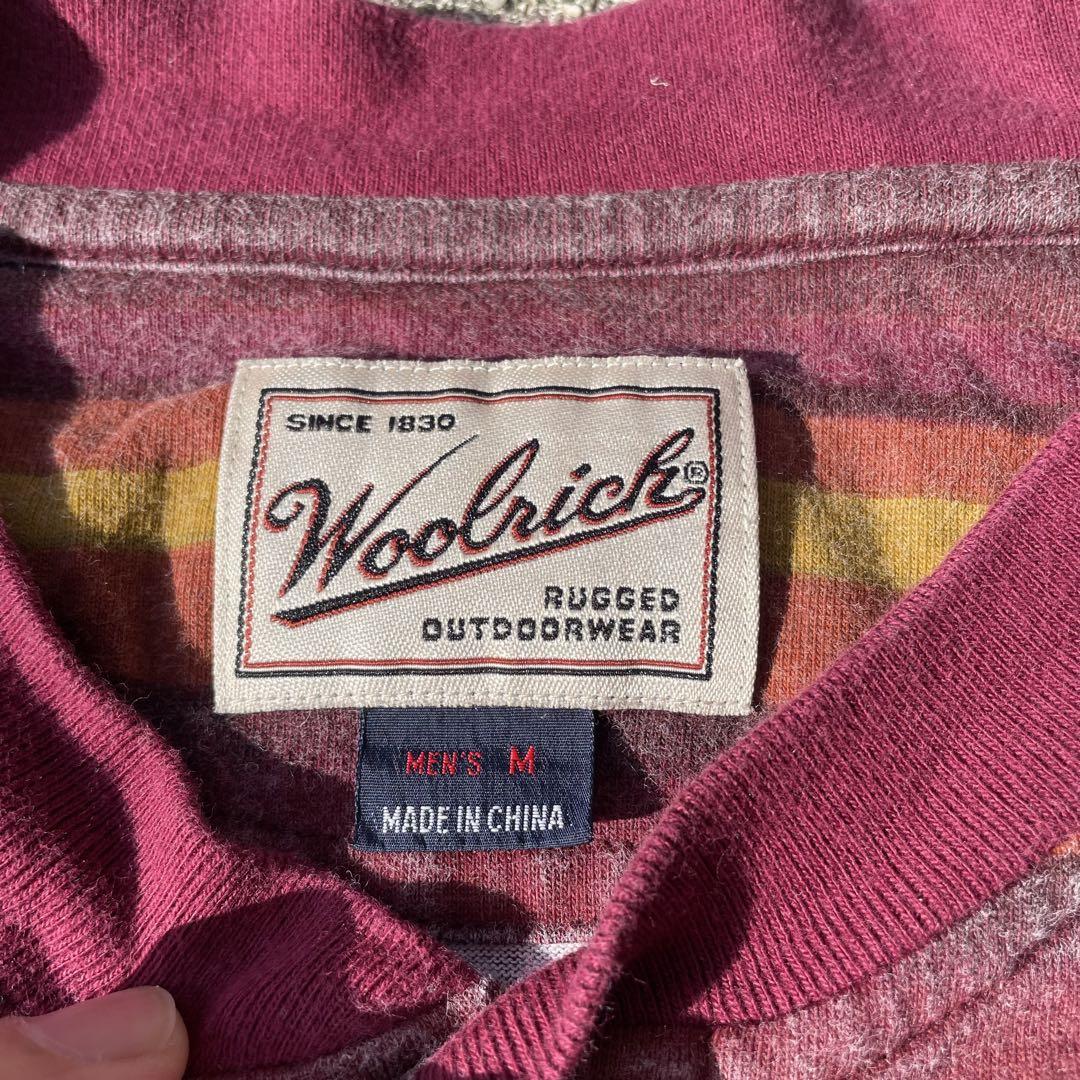 SINCE 1830
Woolrich®
RUGGED
OUTDOORWEAR
MEN'S M
MADE IN CHINA